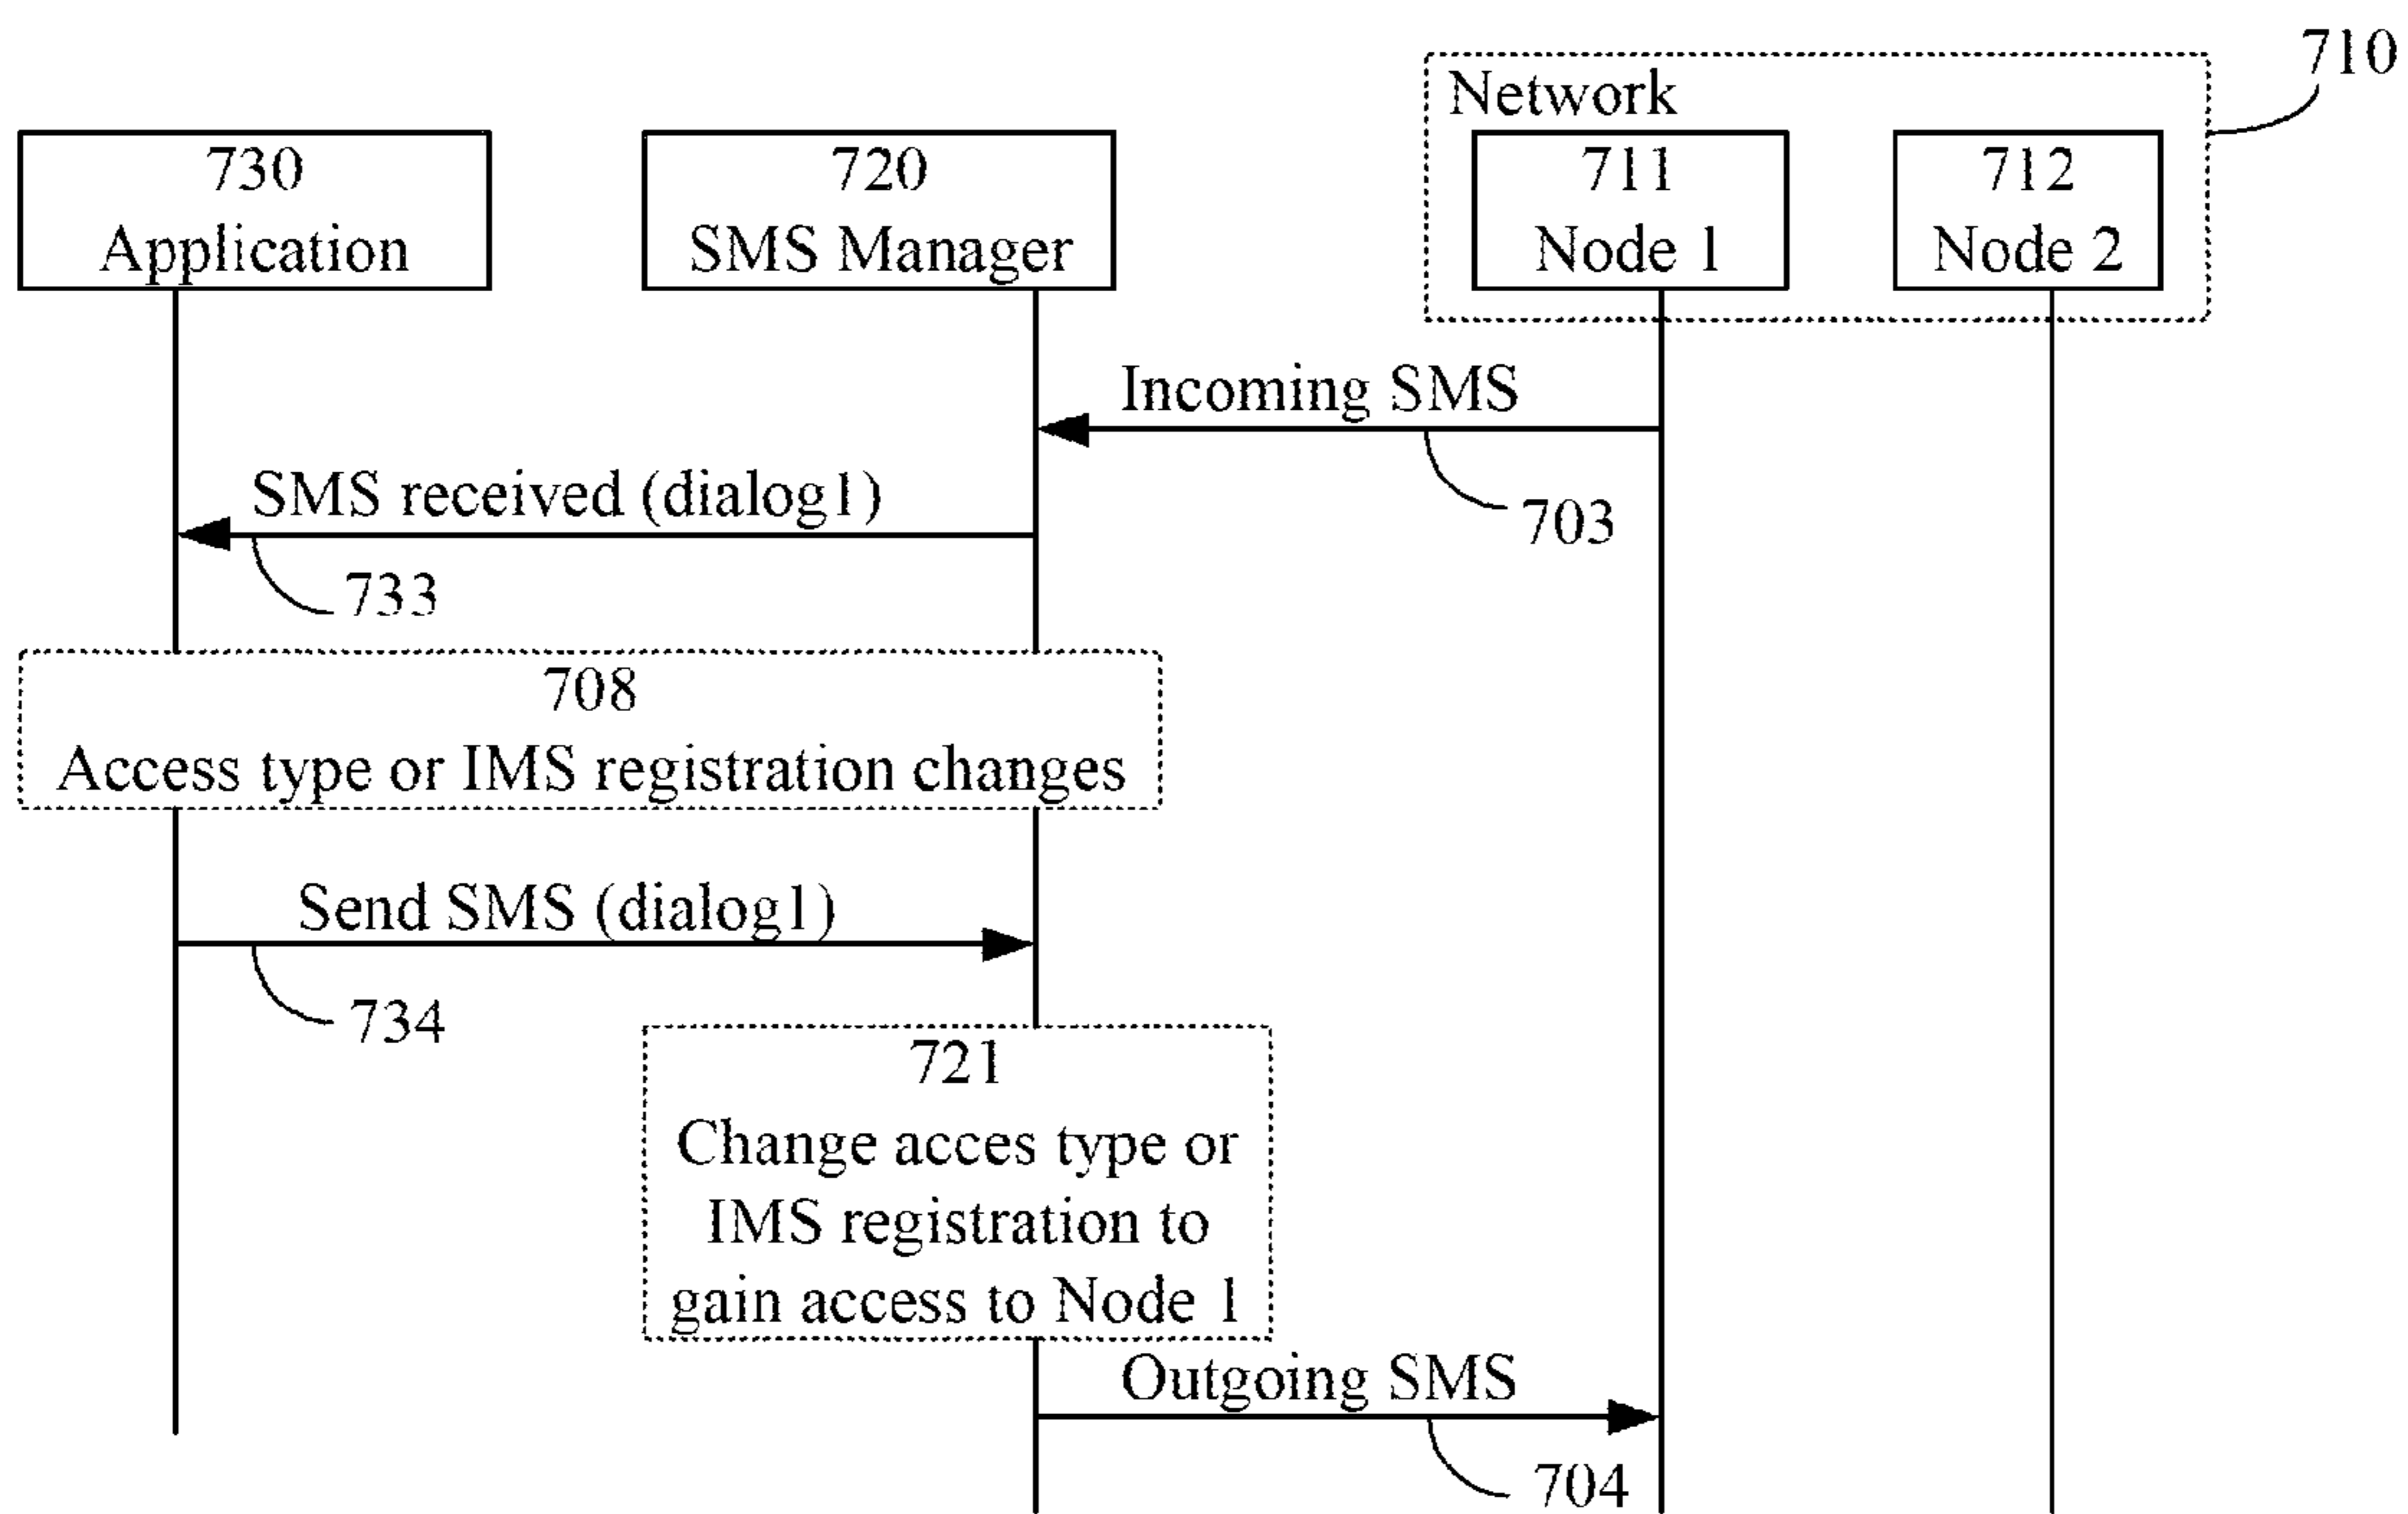 710
Network
730
Application
720
SMS Manager
711
Node 1
712
Node 2
Incoming SMS
703
SMS received (dialog1)
733
708
Access type or IMS registration changes
Send SMS (dialog1)
734
721
Change acces type or
IMS registration to
gain access to Node 1
Outgoing SMS
704